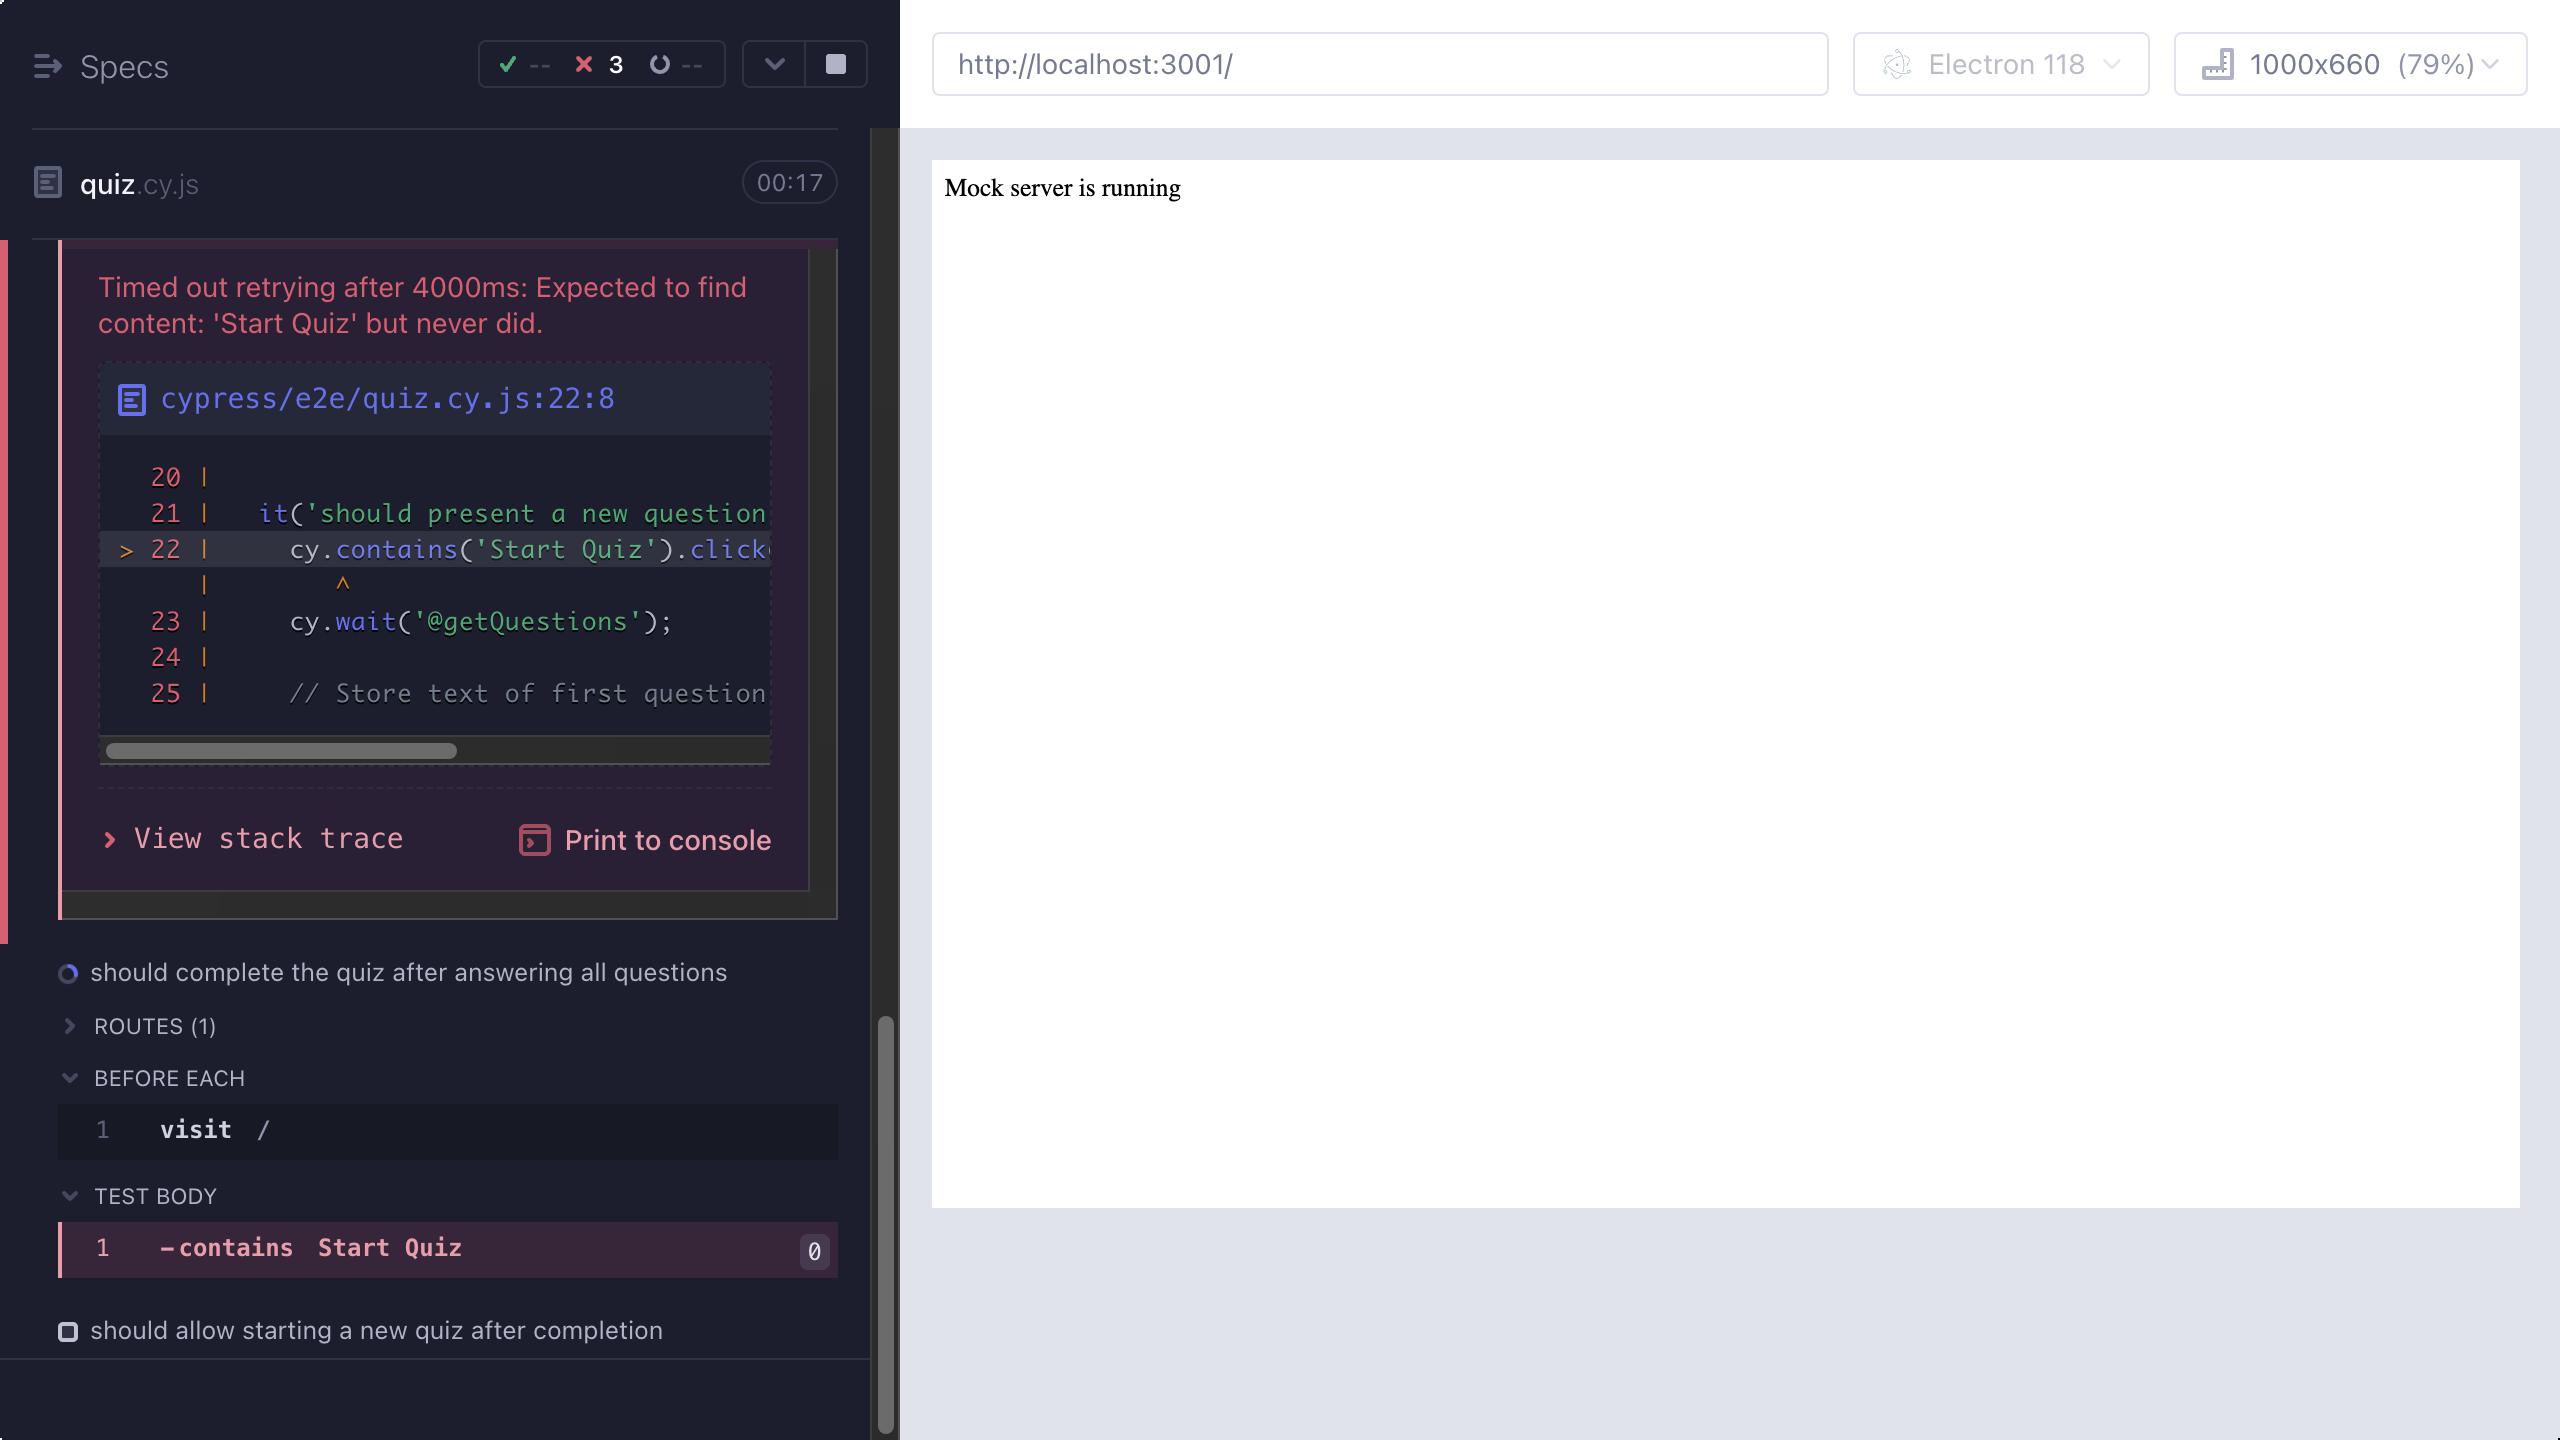 Specs
-- 3 --
quiz.cy.js
00:17
Timed out retrying after 4000ms: Expected to find
content: 'Start Quiz' but never did.
cypress/e2e/quiz.cy.js:22:8
20 |
21 | it('should present a new question
> 22 | cy.contains('Start Quiz').click(
| ^
23 | cy.wait('@getQuestions');
24 |
25 | // Store text of first question
View stack trace
Print to console
should complete the quiz after answering all questions
ROUTES (1)
BEFORE EACH
1 visit /
TEST BODY
1 -contains Start Quiz 0
should allow starting a new quiz after completion
http://localhost:3001/
Electron 118
1000x660 (79%)
Mock server is running